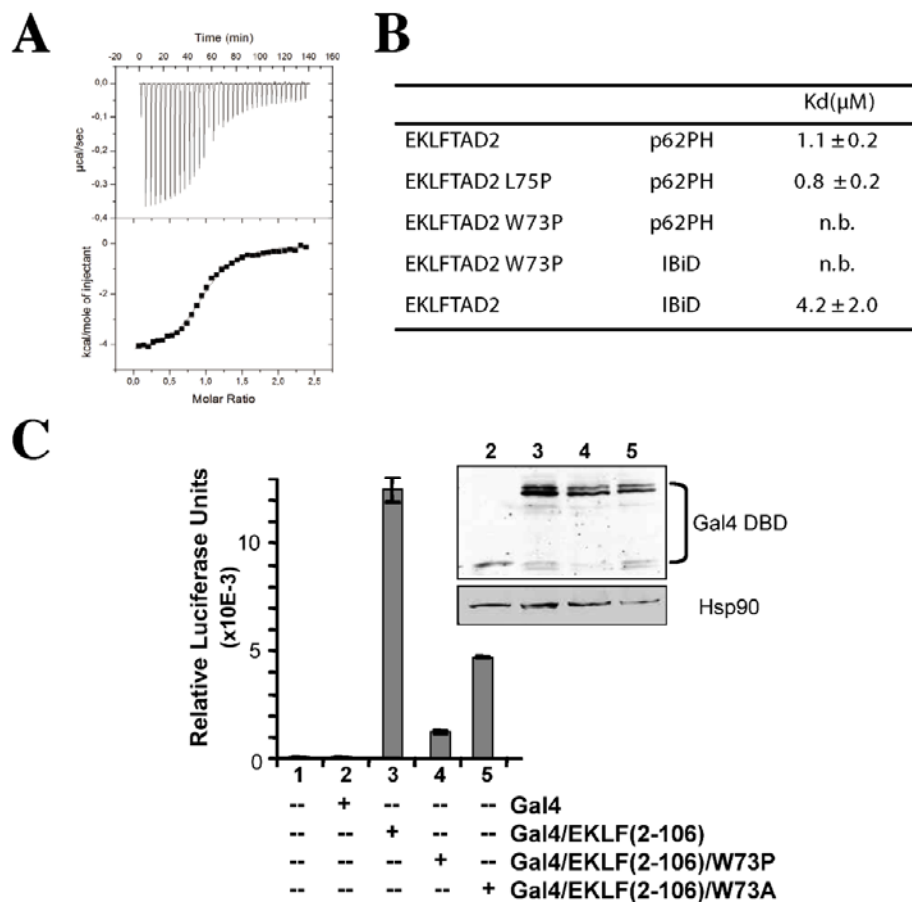 A
Time (min)
-20 0 20 40 60 80 100 120 140 160
0,0
-0,1
-0,2
-0,3
-0,4
µcal/sec
0
-2
-4
kcal/mole of injectant
0,0 0,5 1,0 1,5 2,0 2,5
Molar Ratio
B
Kd(µM)
EKLFTAD2 p62PH 1.1 ± 0.2
EKLFTAD2 L75P p62PH 0.8 ± 0.2
EKLFTAD2 W73P p62PH n.b.
EKLFTAD2 W73P IBiD n.b.
EKLFTAD2 IBiD 4.2 ± 2.0
C
Relative Luciferase Units
(x10E-3)
10
5
0
2 3 4 5
Gal4 DBD
Hsp90
1 2 3 4 5
-- + -- -- -- Gal4
-- -- + -- -- Gal4/EKLF(2-106)
-- -- -- + -- Gal4/EKLF(2-106)/W73P
-- -- -- -- + Gal4/EKLF(2-106)/W73A